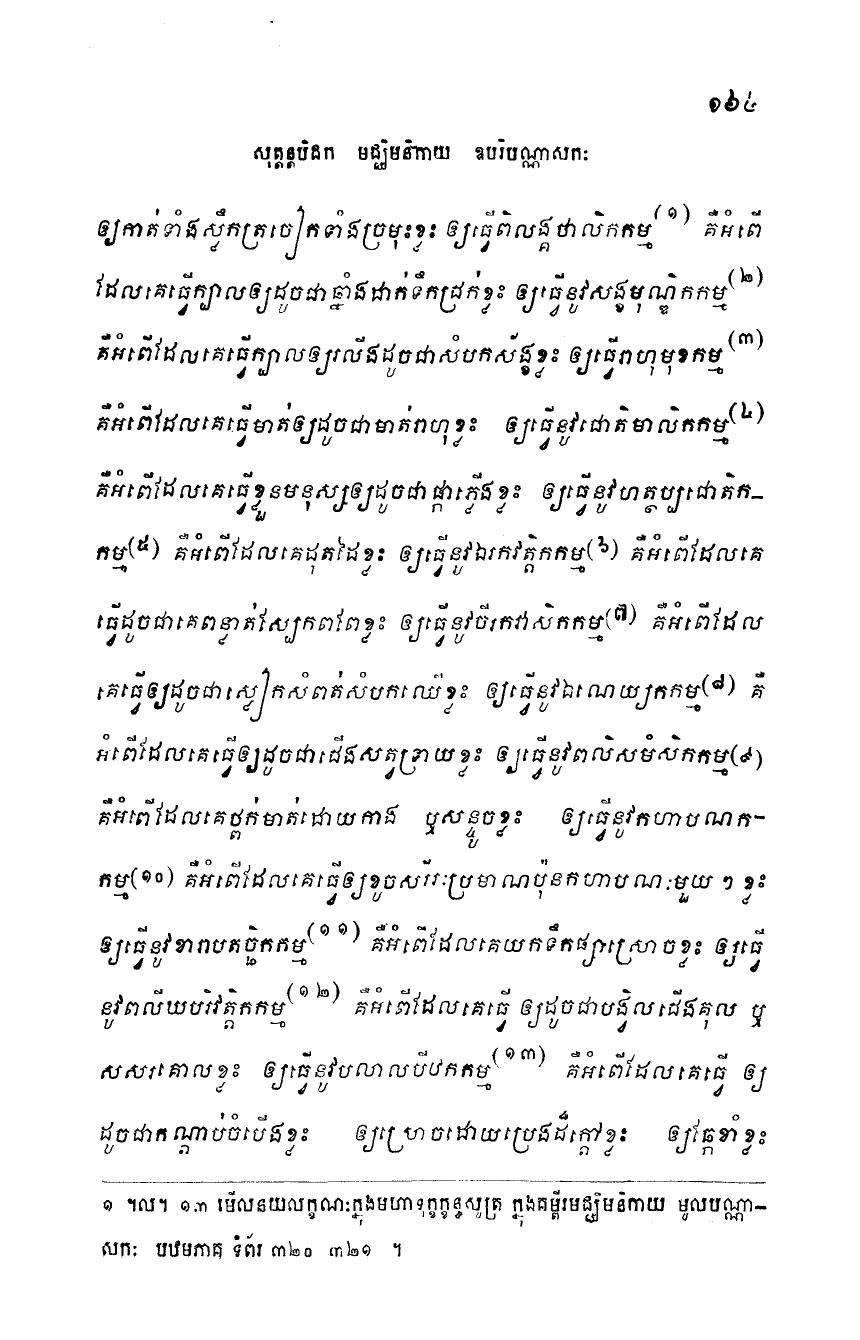 ១៦៤
សុត្តន្តបិដក មជ្ឈិមនិកាយ ឧបរិបណ្ណាសកៈ
ឲ្យកាត់ទាំងស្លឹកត្រចៀកទាំងច្រមុះខ្លះ ឲ្យធ្វើពិលង្គថាលិកកម្ម(១) គឺអំពើ
ដែលគេធ្វើក្បាលឲ្យដូចជាឆ្នាំងដាក់ទឹកជ្រក់ខ្លះ ឲ្យធ្វើនូវសង្ខមុណ្ឌិកកម្ម(២)
គឺអំពើដែលគេធ្វើក្បាលឲ្យរលីងដូចជាសំបកស័ង្ខខ្លះ ឲ្យធ្វើរាហុមុខកម្ម(៣)
គឺអំពើដែលគេធ្វើមាត់ឲ្យដូចជាមាត់រាហុខ្លះ ឲ្យធ្វើនូវជោតិមាលិកកម្ម(៤)
គឺអំពើដែលគេធ្វើខ្លួនមនុស្សឲ្យដូចជាផ្កាភ្លើងខ្លះ ឲ្យធ្វើនូវហត្ថប្បជោតិក-
កម្ម(៥) គឺអំពើដែលគេដុតដៃខ្លះ ឲ្យធ្វើនូវឯរកវត្តិកកម្ម(៦) គឺអំពើដែលគេ
ធ្វើដូចជាគេពន្លាត់ស្បែកពពែខ្លះ ឲ្យធ្វើនូវចីរកវាសិកកម្ម(៧) គឺអំពើដែល
គេធ្វើឲ្យដូចជាស្លៀកសំពត់សំបកឈើខ្លះ ឲ្យធ្វើនូវឯណេយ្យកកម្ម(៨) គឺ
អំពើដែលគេធ្វើឲ្យដូចជាជើងសត្វទ្រាយខ្លះ ឲ្យធ្វើនូវពលិសមំសិកកម្ម(៩)
គឺអំពើដែលគេថ្ពក់មាត់ដោយកាង ឬសន្ទូចខ្លះ ឲ្យធ្វើនូវកហាបណក-
កម្ម(១០) គឺអំពើដែលគេធ្វើឲ្យខូចសរីរៈប្រមាណប៉ុនកហាបណៈមួយ ៗ ខ្លះ
ឲ្យធ្វើនូវខារាបតច្ឆិកកម្ម(១១) គឺអំពើដែលគេយកទឹកផ្សាស្រោចខ្លះ ឲ្យធ្វើ
នូវពលីឃបរិវត្តិកកម្ម(១២) គឺអំពើដែលគេធ្វើ ឲ្យដូចជាបង្វិលជើងគុល ឬ
សសរគោលខ្លះ ឲ្យធ្វើនូវបលាលបីឋកកម្ម(១៣) គឺអំពើដែលគេធ្វើ ឲ្យ
ដូចជាកណ្តាប់ចំបើងខ្លះ ឲ្យស្រោចដោយប្រេងដ៏ក្តៅខ្លះ ឲ្យឆ្កែខាំខ្លះ
១ ។ល។ ១៣ មើលនយលក្ខណៈក្នុងមហាទុក្ខក្ខន្ធសូត្រ ក្នុងគម្ពីរមជ្ឈិមនិកាយ មូលបណ្ណា-
សកៈ បឋមភាគ ទំព័រ ៣២០ ៣២១ ។